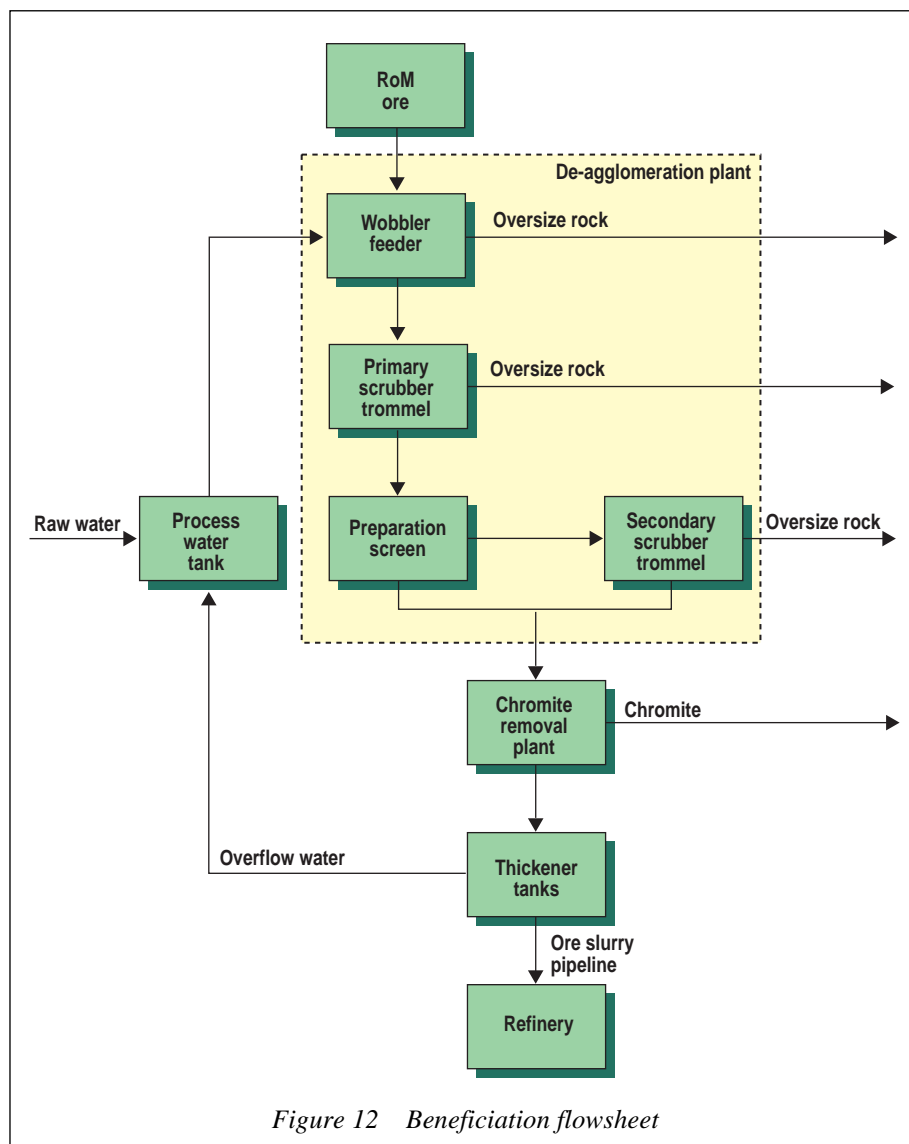 RoM
ore
De-agglomeration plant
Wobbler
feeder
Oversize rock
Primary
scrubber
trommel
Oversize rock
Raw water
Process
water
tank
Preparation
screen
Secondary
scrubber
trommel
Oversize rock
Chromite
removal
plant
Chromite
Overflow water
Thickener
tanks
Ore slurry
pipeline
Refinery
Figure 12 Beneficiation flowsheet